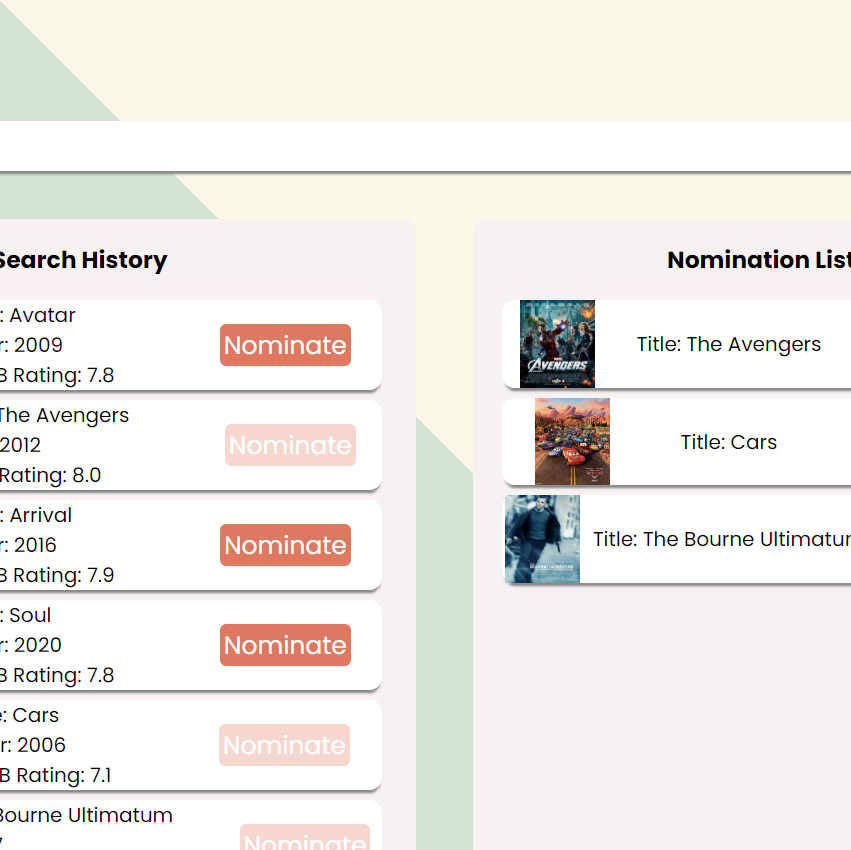 Search History
: Avatar
r: 2009
B Rating: 7.8
Nominate
The Avengers
2012
Rating: 8.0
Nominate
: Arrival
r: 2016
B Rating: 7.9
Nominate
: Soul
r: 2020
B Rating: 7.8
Nominate
e: Cars
r: 2006
B Rating: 7.1
Nominate
Bourne Ultimatum
Nominate
Nomination List
AVENGERS
Title: The Avengers
Title: Cars
Title: The Bourne Ultimatum